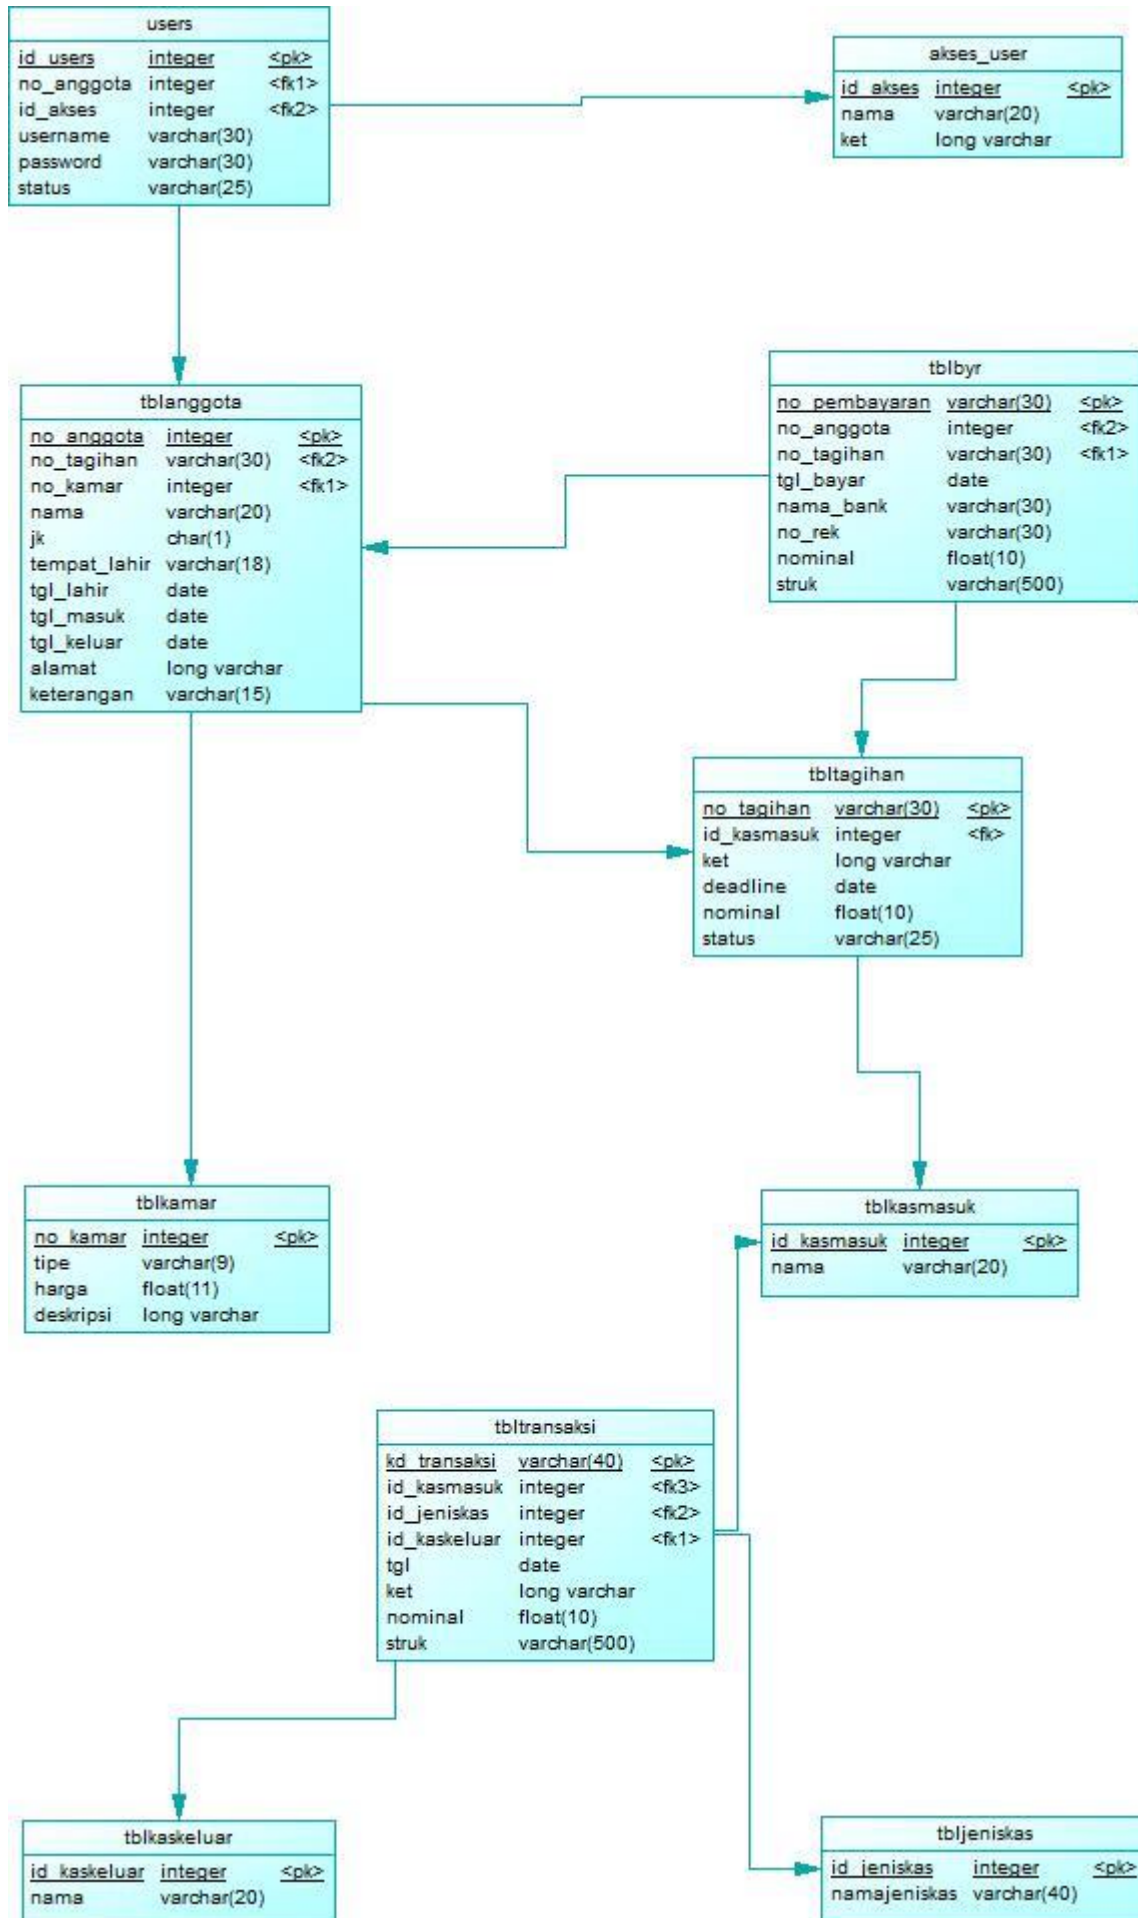 users
id_users integer <pk>
no_anggota integer <fk1>
id_akses integer <fk2>
username varchar(30)
password varchar(30)
status varchar(25)
akses_user
id_akses integer <pk>
nama varchar(20)
ket long varchar
tblanggota
no_anggota integer <pk>
no_tagihan varchar(30) <fk2>
no_kamar integer <fk1>
nama varchar(20)
jk char(1)
tempat_lahir varchar(18)
tgl_lahir date
tgl_masuk date
tgl_keluar date
alamat long varchar
keterangan varchar(15)
tblbyr
no_pembayaran varchar(30) <pk>
no_anggota integer <fk2>
no_tagihan varchar(30) <fk1>
tgl_bayar date
nama_bank varchar(30)
no_rek varchar(30)
nominal float(10)
struk varchar(500)
tbltagihan
no_tagihan varchar(30) <pk>
id_kasmasuk integer <fk>
ket long varchar
deadline date
nominal float(10)
status varchar(25)
tblkamar
no_kamar integer <pk>
tipe varchar(9)
harga float(11)
deskripsi long varchar
tblkasmasuk
id_kasmasuk integer <pk>
nama varchar(20)
tbltransaksi
kd_transaksi varchar(40) <pk>
id_kasmasuk integer <fk3>
id_jeniskas integer <fk2>
id_kaskeluar integer <fk1>
tgl date
ket long varchar
nominal float(10)
struk varchar(500)
tblkaskeluar
id_kaskeluar integer <pk>
nama varchar(20)
tbljeniskas
id_jeniskas integer <pk>
namajeniskas varchar(40)